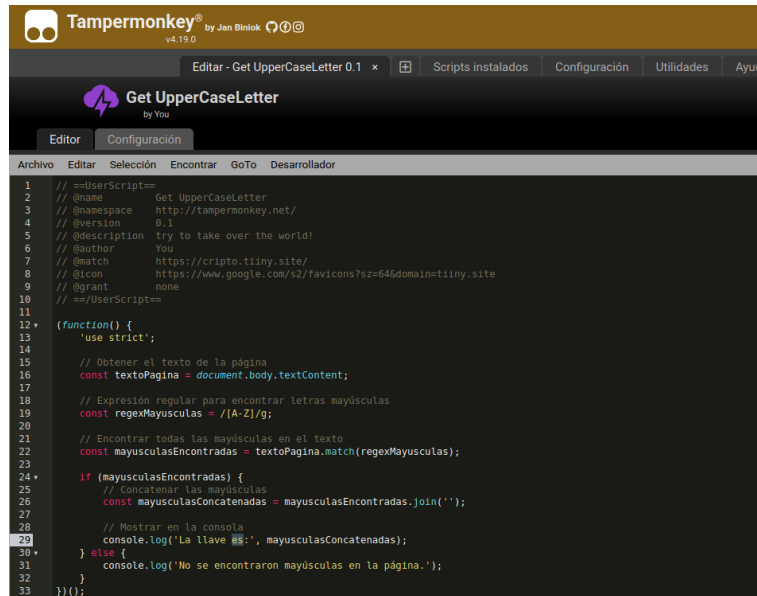 Tampermonkey® by Jan Biniok
v4.19.0
Editar - Get UpperCaseLetter 0.1 × Scripts instalados Configuración Utilidades
Get UpperCaseLetter
by You
Editor Configuración
Archivo Editar Selección Encontrar GoTo Desarrollador
1 // ==UserScript==
2 // @name Get UpperCaseLetter
3 // @namespace http://tampermonkey.net/
4 // @version 0.1
5 // @description try to take over the world!
6 // @author You
7 // @match https://cripto.tiiny.site/
8 // @icon https://www.google.com/s2/favicons?sz=64&domain=tiiny.site
9 // @grant none
10 // ==/UserScript==
11
12 (function() {
13 'use strict';
14
15 // Obtener el texto de la página
16 const textoPagina = document.body.textContent;
17
18 // Expresión regular para encontrar letras mayúsculas
19 const regexMayusculas = /[A-Z]/g;
20
21 // Encontrar todas las mayúsculas en el texto
22 const mayusculasEncontradas = textoPagina.match(regexMayusculas);
23
24 if (mayusculasEncontradas) {
25 // Concatenar las mayúsculas
26 const mayusculasConcatenadas = mayusculasEncontradas.join('');
27
28 // Mostrar en la consola
29 console.log('La llave es:', mayusculasConcatenadas);
30 } else {
31 console.log('No se encontraron mayúsculas en la página.');
32 }
33 })();